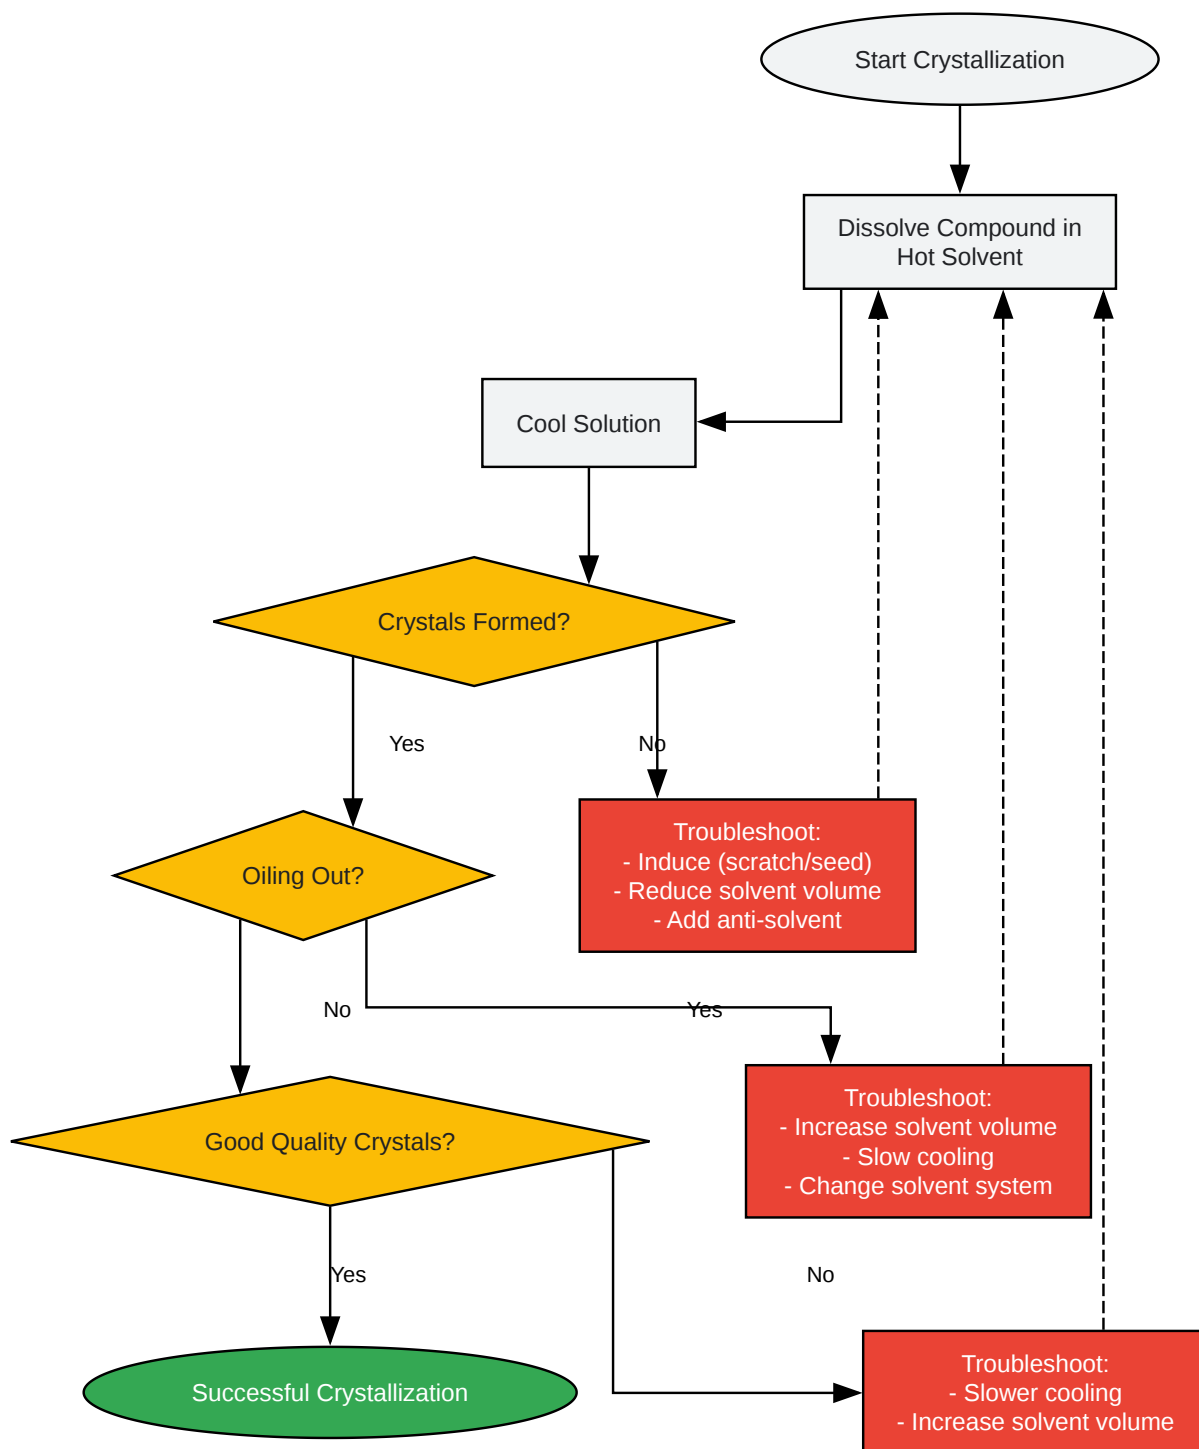 Start Crystallization
Dissolve Compound in
Hot Solvent
Cool Solution
Crystals Formed?
Yes
No
Troubleshoot:
- Induce (scratch/seed)
- Reduce solvent volume
- Add anti-solvent
Oiling Out?
No
Yes
Troubleshoot:
- Increase solvent volume
- Slow cooling
- Change solvent system
Good Quality Crystals?
Yes
No
Successful Crystallization
Troubleshoot:
- Slower cooling
- Increase solvent volume